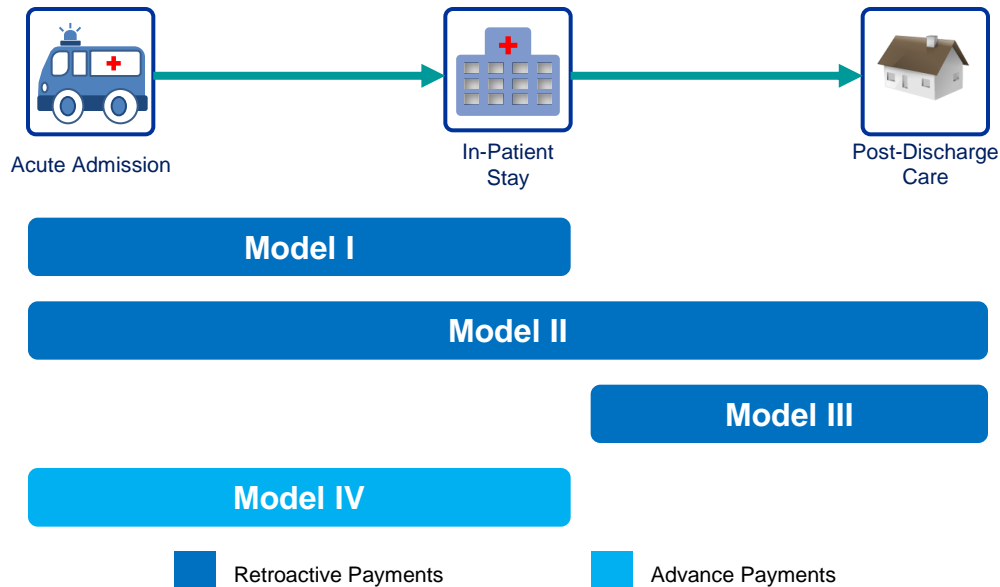 Acute Admission
In-Patient
Stay
Post-Discharge
Care
Model I
Model II
Model III
Model IV
Retroactive Payments
Advance Payments